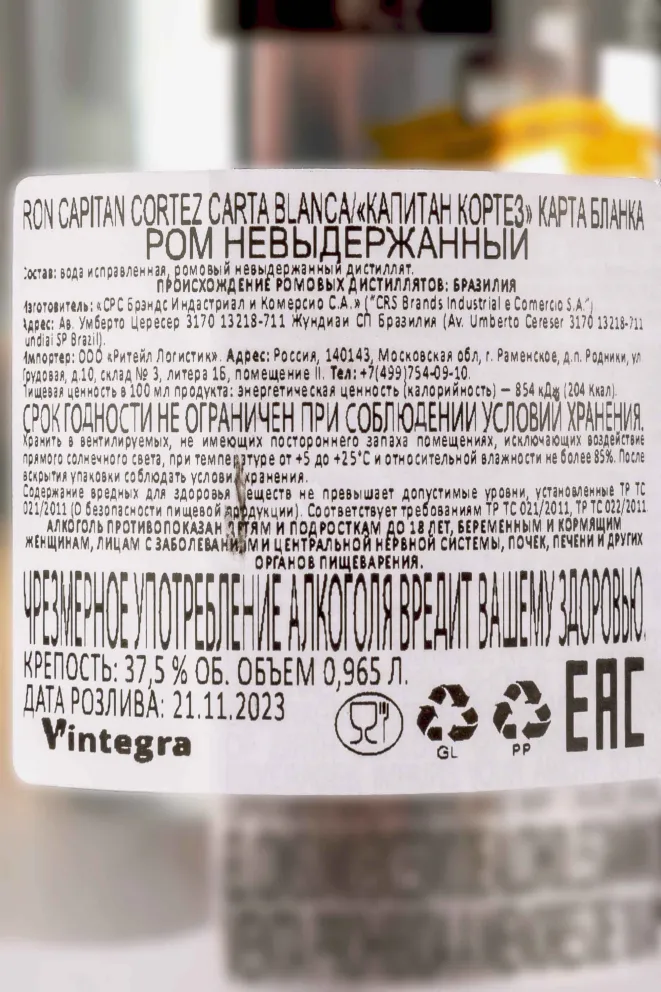 RON CAPITAN CORTEZ CARTA BLANCA/«КАПИТАН КОРТЕЗ» КАРТА БЛАНКА
РОМ НЕВЫДЕРЖАННЫЙ
Состав: вода исправленная, ромовый невыдержанный дистиллят.
ПРОИСХОЖДЕНИЕ РОМОВЫХ ДИСТИЛЛЯТОВ: БРАЗИЛИЯ
Изготовитель: «СРС Брэндс Индастриал и Комерсио С.А.» ("CRS Brands Industrial e Comercio S.A.")
Адрес: Ав. Умберто Цересер 3170 13218-711 Жундиаи СП Бразилия (Av. Umberto Cereser 3170 13218-711
undiai SP Brazil).
Импортер: ООО «Ритейл Логистик». Адрес: Россия, 140143, Московская обл, г. Раменское, д.п. Родники, ул
Трудовая, д.10, склад № 3, литера 1Б, помещение II. Тел: +7(499)754-09-10.
Пищевая ценность в 100 мл продукта: энергетическая ценность (калорийность) — 854 кДж (204 Ккал).
СРОК ГОДНОСТИ НЕ ОГРАНИЧЕН ПРИ СОБЛЮДЕНИИ УСЛОВИЙ ХРАНЕНИЯ.
Хранить в вентилируемых, не имеющих постороннего запаха помещениях, исключающих воздействие
прямого солнечного света, при температуре от +5 до +25°С и относительной влажности не более 85%. После
вскрытия упаковки соблюдать условия хранения.
Содержание вредных для здоровья веществ не превышает допустимые уровни, установленные ТР ТС
021/2011 (О безопасности пищевой продукции). Соответствует требованиям ТР ТС 021/2011, ТР ТС 022/2011
АЛКОГОЛЬ ПРОТИВОПОКАЗАН ДЕТЯМ И ПОДРОСТКАМ ДО 18 ЛЕТ, БЕРЕМЕННЫМ И КОРМЯЩИМ
ЖЕНЩИНАМ, ЛИЦАМ С ЗАБОЛЕВАНИЯМИ ЦЕНТРАЛЬНОЙ НЕРВНОЙ СИСТЕМЫ, ПОЧЕК, ПЕЧЕНИ И ДРУГИХ
ОРГАНОВ ПИЩЕВАРЕНИЯ.
ЧРЕЗМЕРНОЕ УПОТРЕБЛЕНИЕ АЛКОГОЛЯ ВРЕДИТ ВАШЕМУ ЗДОРОВЬЮ.
КРЕПОСТЬ: 37,5 % ОБ. ОБЪЕМ 0,965 Л.
ДАТА РОЗЛИВА: 21.11.2023
Vintegra
GL
PP
EAC